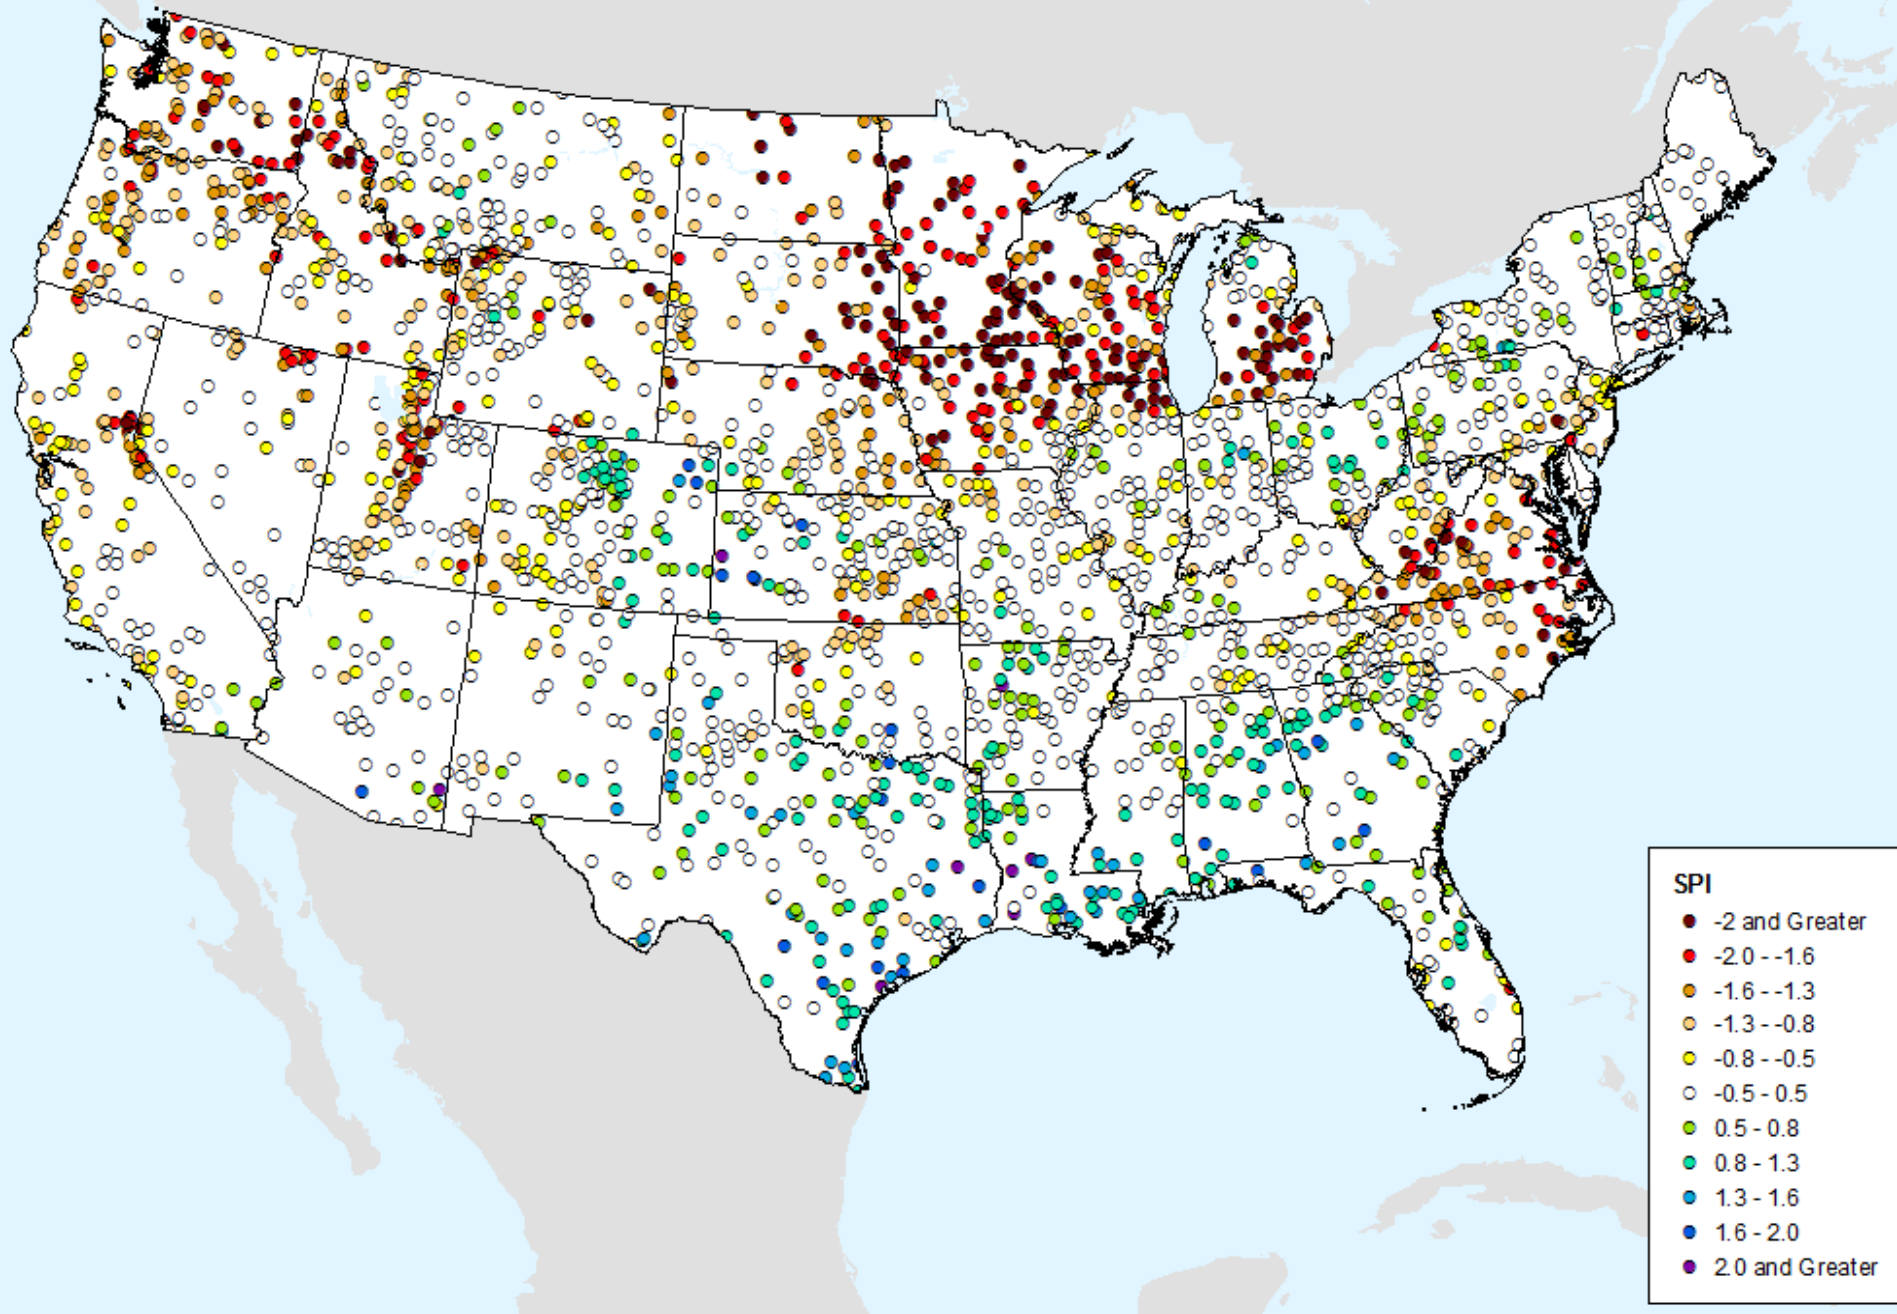 SPI
-2 and Greater
-2.0 - -1.6
-1.6 - -1.3
-1.3 - -0.8
-0.8 - -0.5
-0.5 - 0.5
0.5 - 0.8
0.8 - 1.3
1.3 - 1.6
1.6 - 2.0
2.0 and Greater